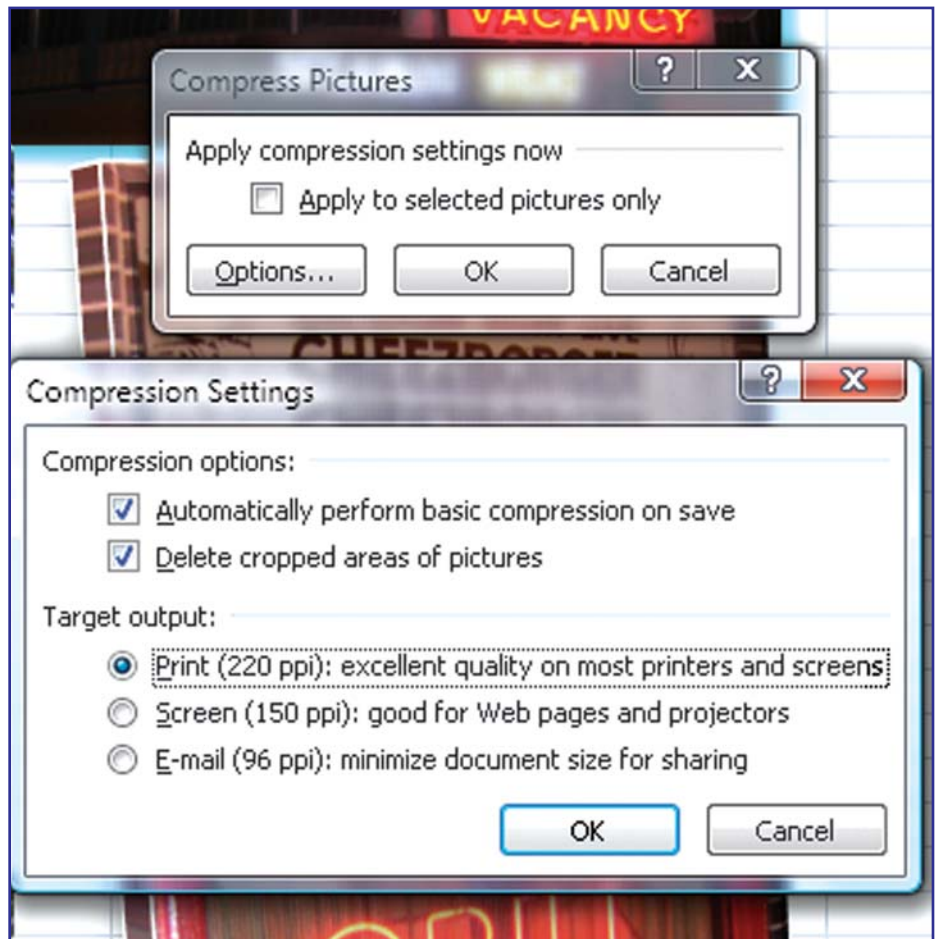 VACANCY
Compress Pictures
Apply compression settings now
Apply to selected pictures only
Options... OK Cancel
Compression Settings
Compression options:
Automatically perform basic compression on save
Delete cropped areas of pictures
Target output:
Print (220 ppi): excellent quality on most printers and screens
Screen (150 ppi): good for Web pages and projectors
E-mail (96 ppi): minimize document size for sharing
OK Cancel